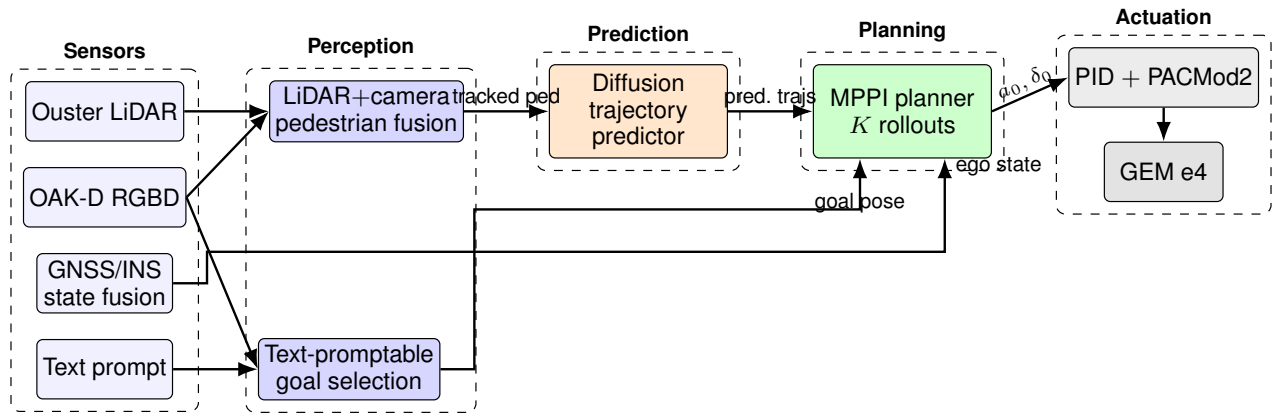 Sensors
Ouster LiDAR
OAK-D RGBD
GNSS/INS
state fusion
Text prompt
Perception
LiDAR+camera
pedestrian fusion
Text-promptable
goal selection
tracked ped
Prediction
Diffusion
trajectory
predictor
pred. trajs
Planning
MPPI planner
K rollouts
goal pose
ego state
a₀, δ₀
Actuation
PID + PACMod2
GEM e4